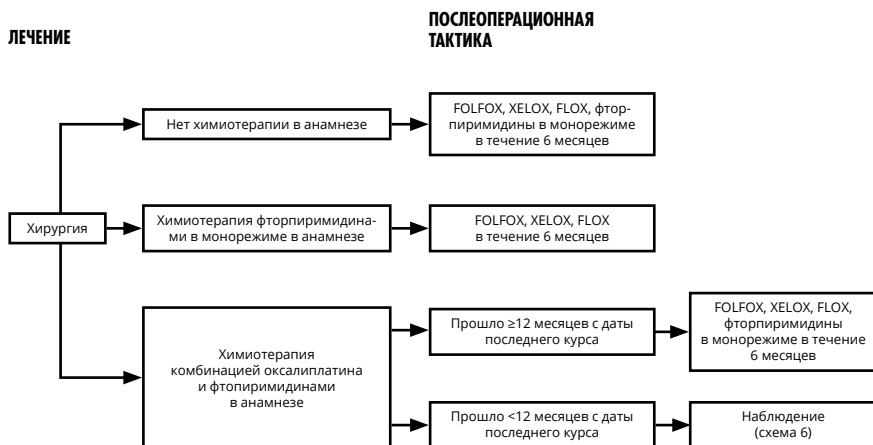 ЛЕЧЕНИЕ
ПОСЛЕОПЕРАЦИОННАЯ
ТАКТИКА
Нет химиотерапии в анамнезе
FOLFOX, XELOX, FLOX, фтор-
пиримидины в монорежиме
в течение 6 месяцев
Хирургия
Химиотерапия фторпиримидина-
ми в монорежиме в анамнезе
FOLFOX, XELOX, FLOX
в течение 6 месяцев
Химиотерапия
комбинацией оксалиплатина
и фтопиримидинами
в анамнезе
Прошло ≥12 месяцев с даты
последнего курса
FOLFOX, XELOX, FLOX,
фторпиримидины
в монорежиме в течение
6 месяцев
Прошло <12 месяцев с даты
последнего курса
Наблюдение
(схема 6)